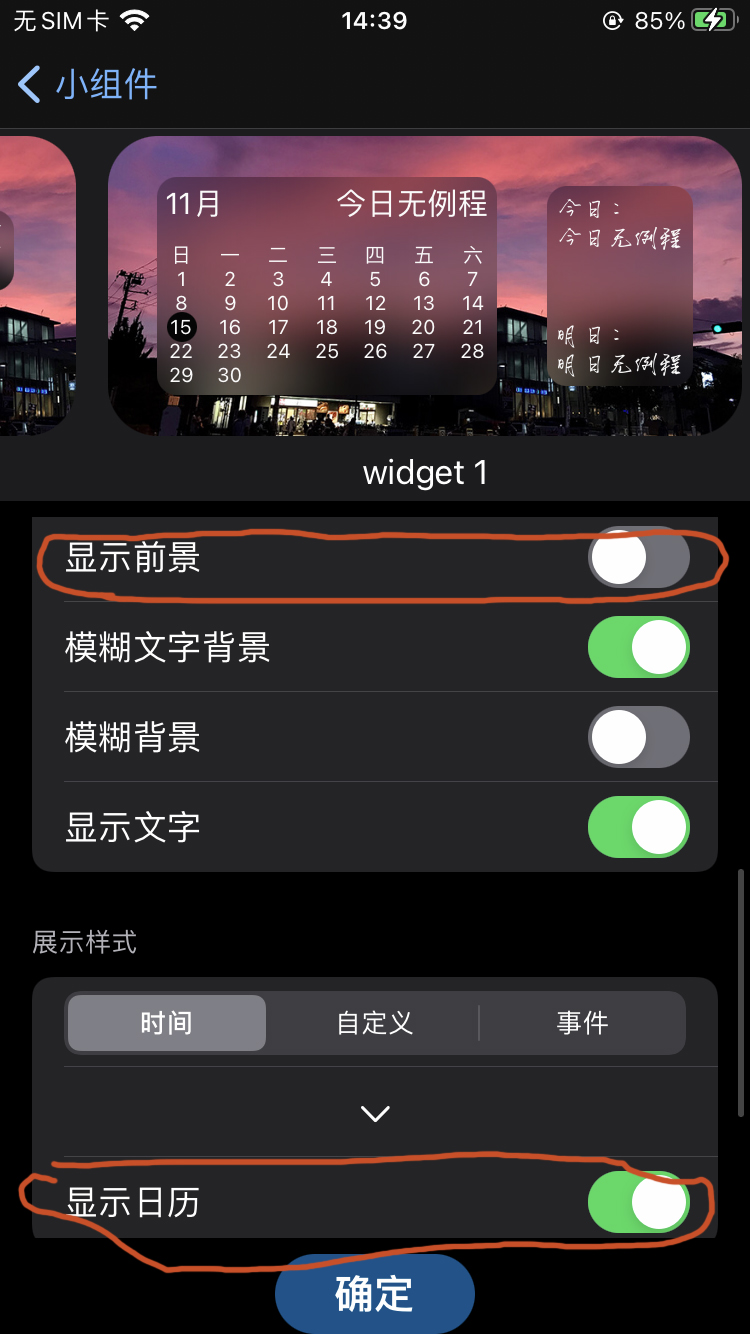 无SIM卡 14:39 85%
小组件
11月 今日无例程
日 一 二 三 四 五 六
1 2 3 4 5 6 7
8 9 10 11 12 13 14
15 16 17 18 19 20 21
22 23 24 25 26 27 28
29 30
今日：
今日无例程
明日：
明日无例程
widget 1
显示前景
模糊文字背景
模糊背景
显示文字
展示样式
时间 自定义 事件
显示日历
确定